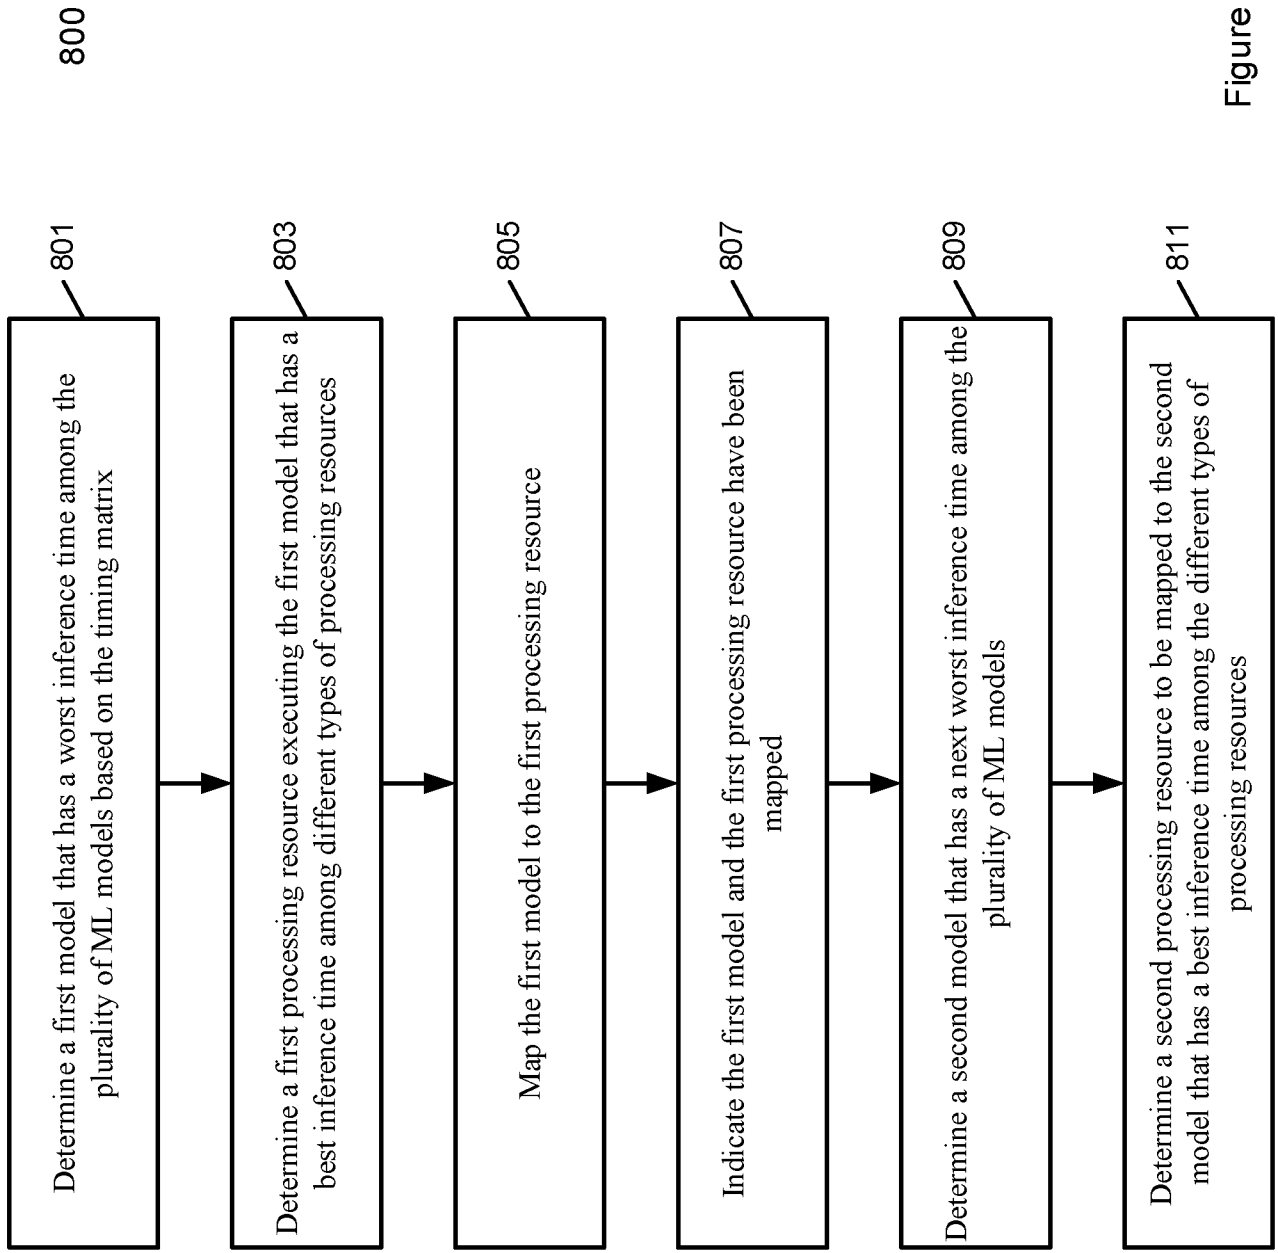 800
801
Determine a first model that has a worst inference time among the
plurality of ML models based on the timing matrix
803
Determine a first processing resource executing the first model that has a
best inference time among different types of processing resources
805
Map the first model to the first processing resource
807
Indicate the first model and the first processing resource have been
mapped
809
Determine a second model that has a next worst inference time among the
plurality of ML models
811
Determine a second processing resource to be mapped to the second
model that has a best inference time among the different types of
processing resources
Figure